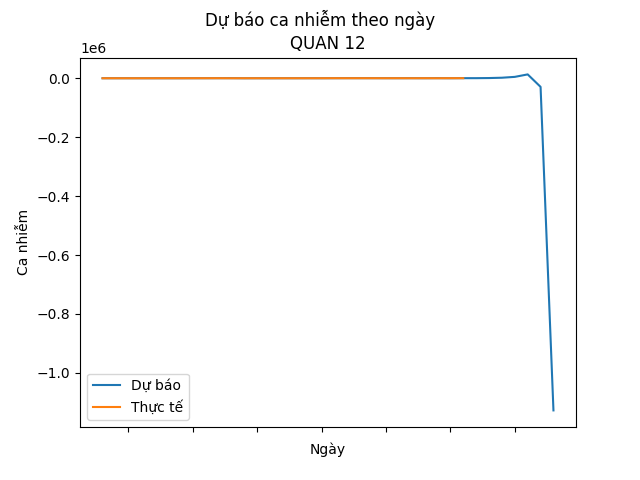 Dự báo ca nhiễm theo ngày
QUAN 12
1e6
0.0
−0.2
−0.4
−0.6
−0.8
−1.0
Ca nhiễm
Dự báo
Thực tế
Ngày